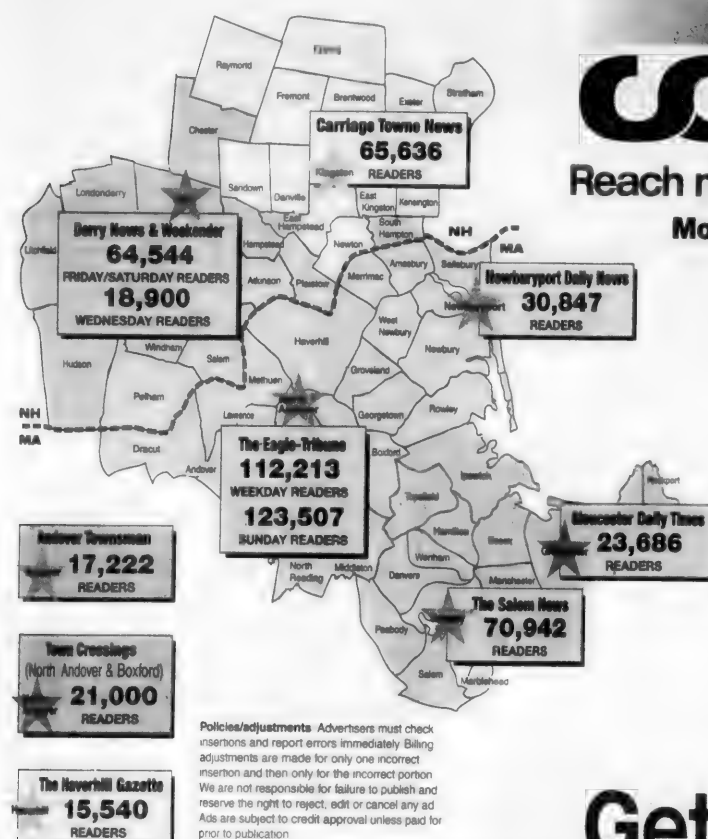 Raymond
Fremont
Brentwood
Exeter
Stratham
Chester
Carriage Towne News
65,636
READERS
Kingston
Londonderry
Sandown
Danville
East
Kingston
Kensington
East
Hampstead
South
Hampton
NH
MA
Litchfield
Derry News & Weekender
64,544
FRIDAY/SATURDAY READERS
18,900
WEDNESDAY READERS
Hampstead
Newton
Amesbury
Salisbury
Atkinson
Plaistow
Merrimac
Newburyport Daily News
30,847
READERS
Newburyport
West
Newbury
Haverhill
Newbury
Windham
Salem
Hudson
Methuen
Groveland
Pelham
Lawrence
Georgetown
Rowley
NH
MA
Dracut
Andover
The Eagle-Tribune
112,213
WEEKDAY READERS
123,507
SUNDAY READERS
Boxford
Ipswich
Topsfield
Rockport
Hamilton
Essex
Gloucester Daily Times
23,686
READERS
Wenham
North
Reading
Middleton
Danvers
Manchester
The Salem News
70,942
READERS
Peabody
Salem
Marblehead
Andover Townsman
17,222
READERS
Town Crossings
(North Andover & Boxford)
21,000
READERS
The Haverhill Gazette
15,540
READERS
Policies/adjustments Advertisers must check
insertions and report errors immediately Billing
adjustments are made for only one incorrect
insertion and then only for the incorrect portion
We are not responsible for failure to publish and
reserve the right to reject, edit or cancel any ad
Ads are subject to credit approval unless paid for
prior to publication
Reach
Mo
Get